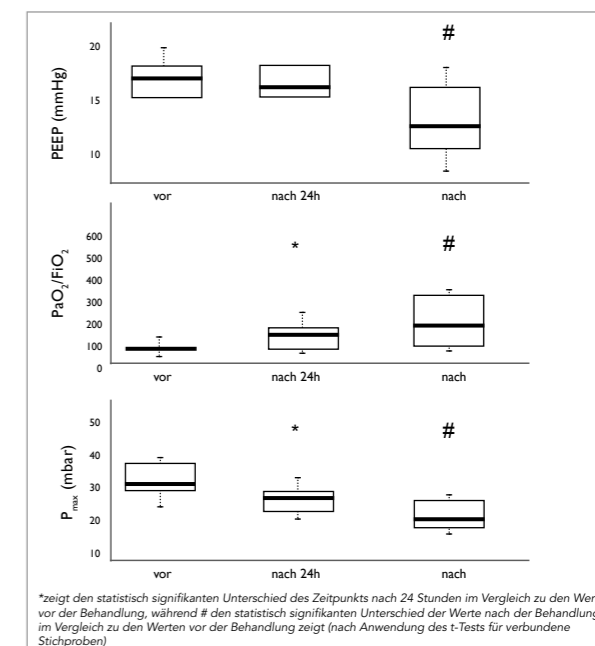 #
20
15
10
PEEP (mmHg)
vor nach 24h nach
* #
600
500
400
300
200
100
0
PaO₂/FiO₂
vor nach 24h nach
* #
50
40
30
20
10
Pmax (mbar)
vor nach 24h nach
*zeigt den statistisch signifikanten Unterschied des Zeitpunkts nach 24 Stunden im Vergleich zu den Wer
vor der Behandlung, während # den statistisch signifikanten Unterschied der Werte nach der Behandlung
im Vergleich zu den Werten vor der Behandlung zeigt (nach Anwendung des t-Tests für verbundene
Stichproben)